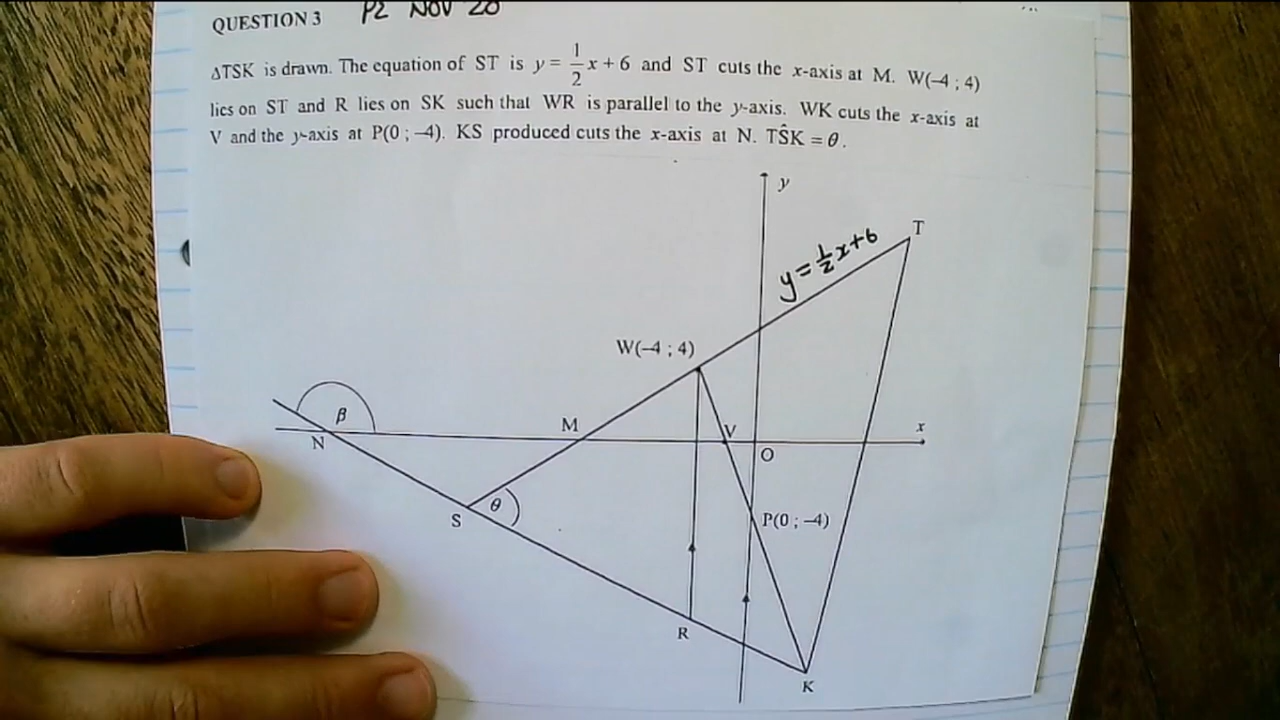 QUESTION 3 P2 NOV 20
ΔTSK is drawn. The equation of ST is y = 1/2 x + 6 and ST cuts the x-axis at M. W(–4 ; 4)
lies on ST and R lies on SK such that WR is parallel to the y-axis. WK cuts the x-axis at
V and the y-axis at P(0 ; –4). KS produced cuts the x-axis at N. TŜK = θ.
y
T
y = 1/2 x + 6
W(–4 ; 4)
β
M
V
x
N
O
θ
S
P(0 ; –4)
R
K